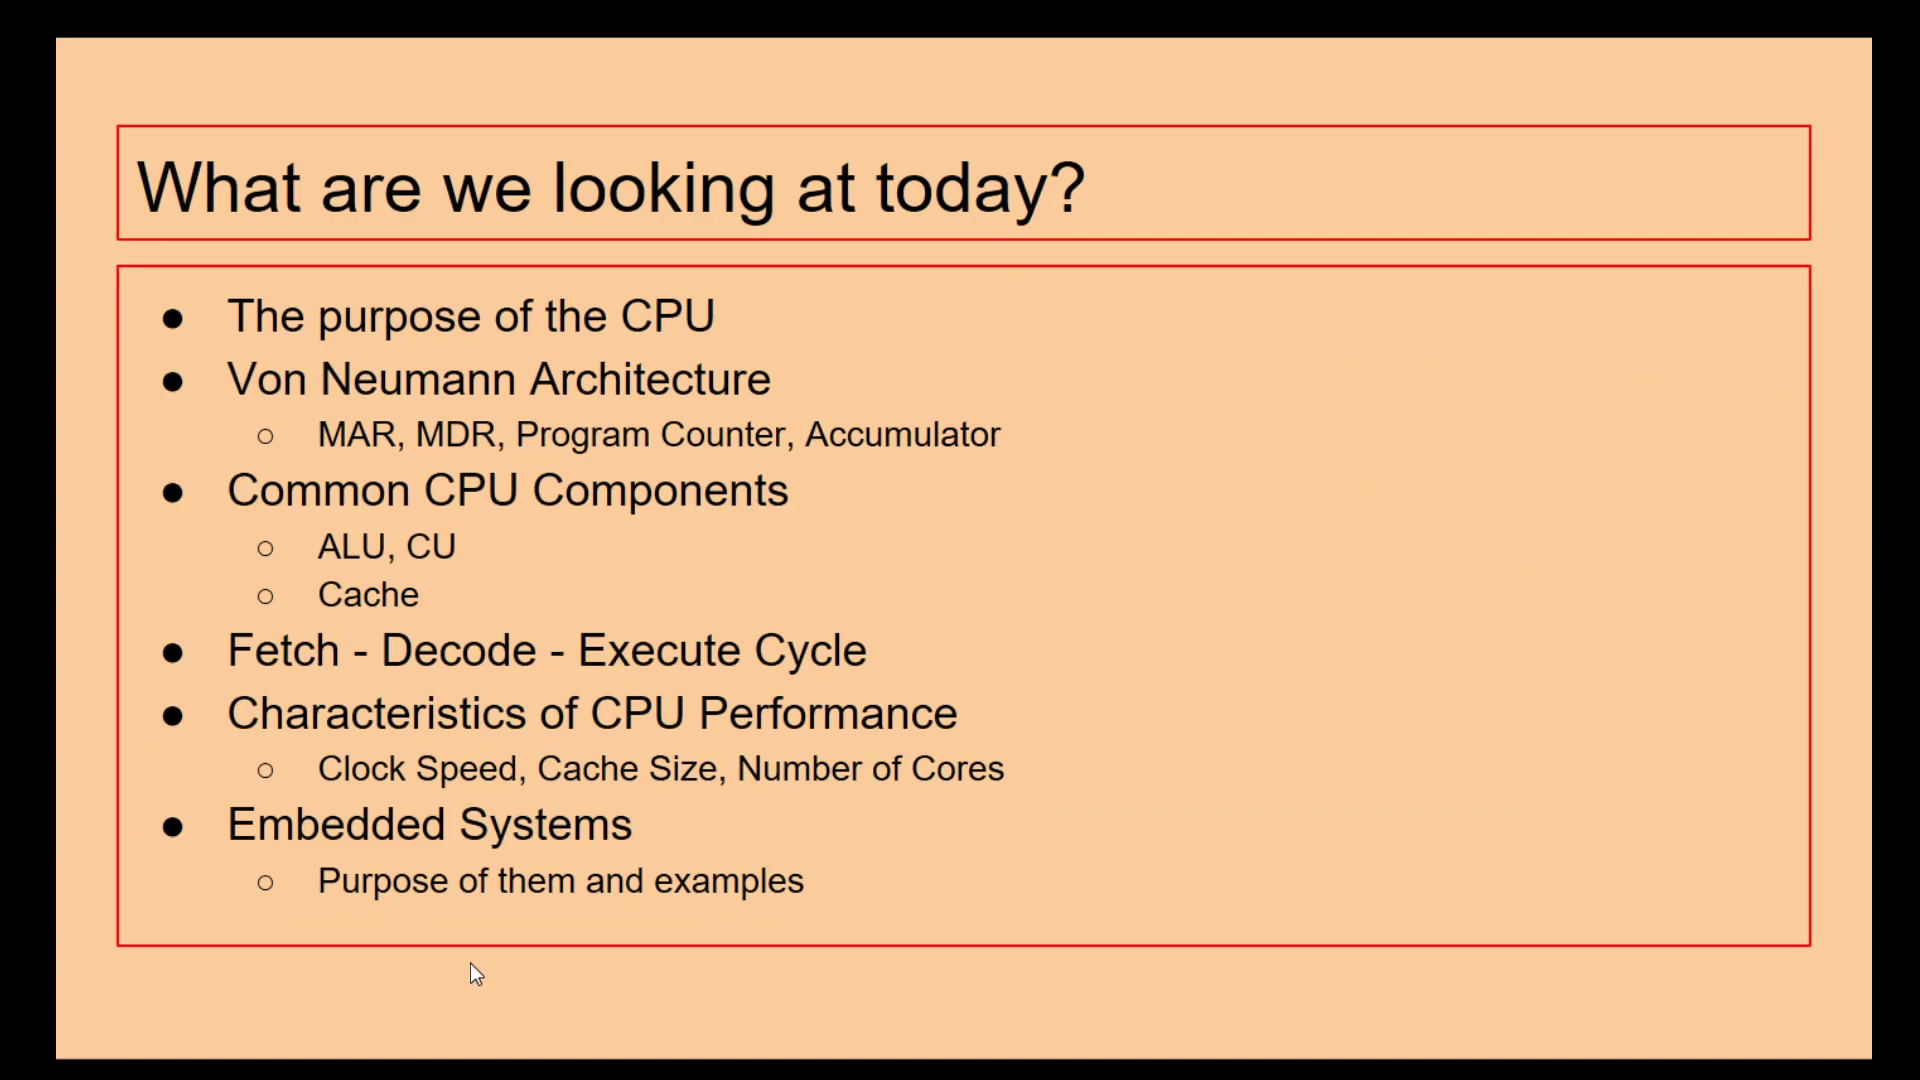 What are we looking at today?
● The purpose of the CPU
● Von Neumann Architecture
○ MAR, MDR, Program Counter, Accumulator
● Common CPU Components
○ ALU, CU
○ Cache
● Fetch - Decode - Execute Cycle
● Characteristics of CPU Performance
○ Clock Speed, Cache Size, Number of Cores
● Embedded Systems
○ Purpose of them and examples